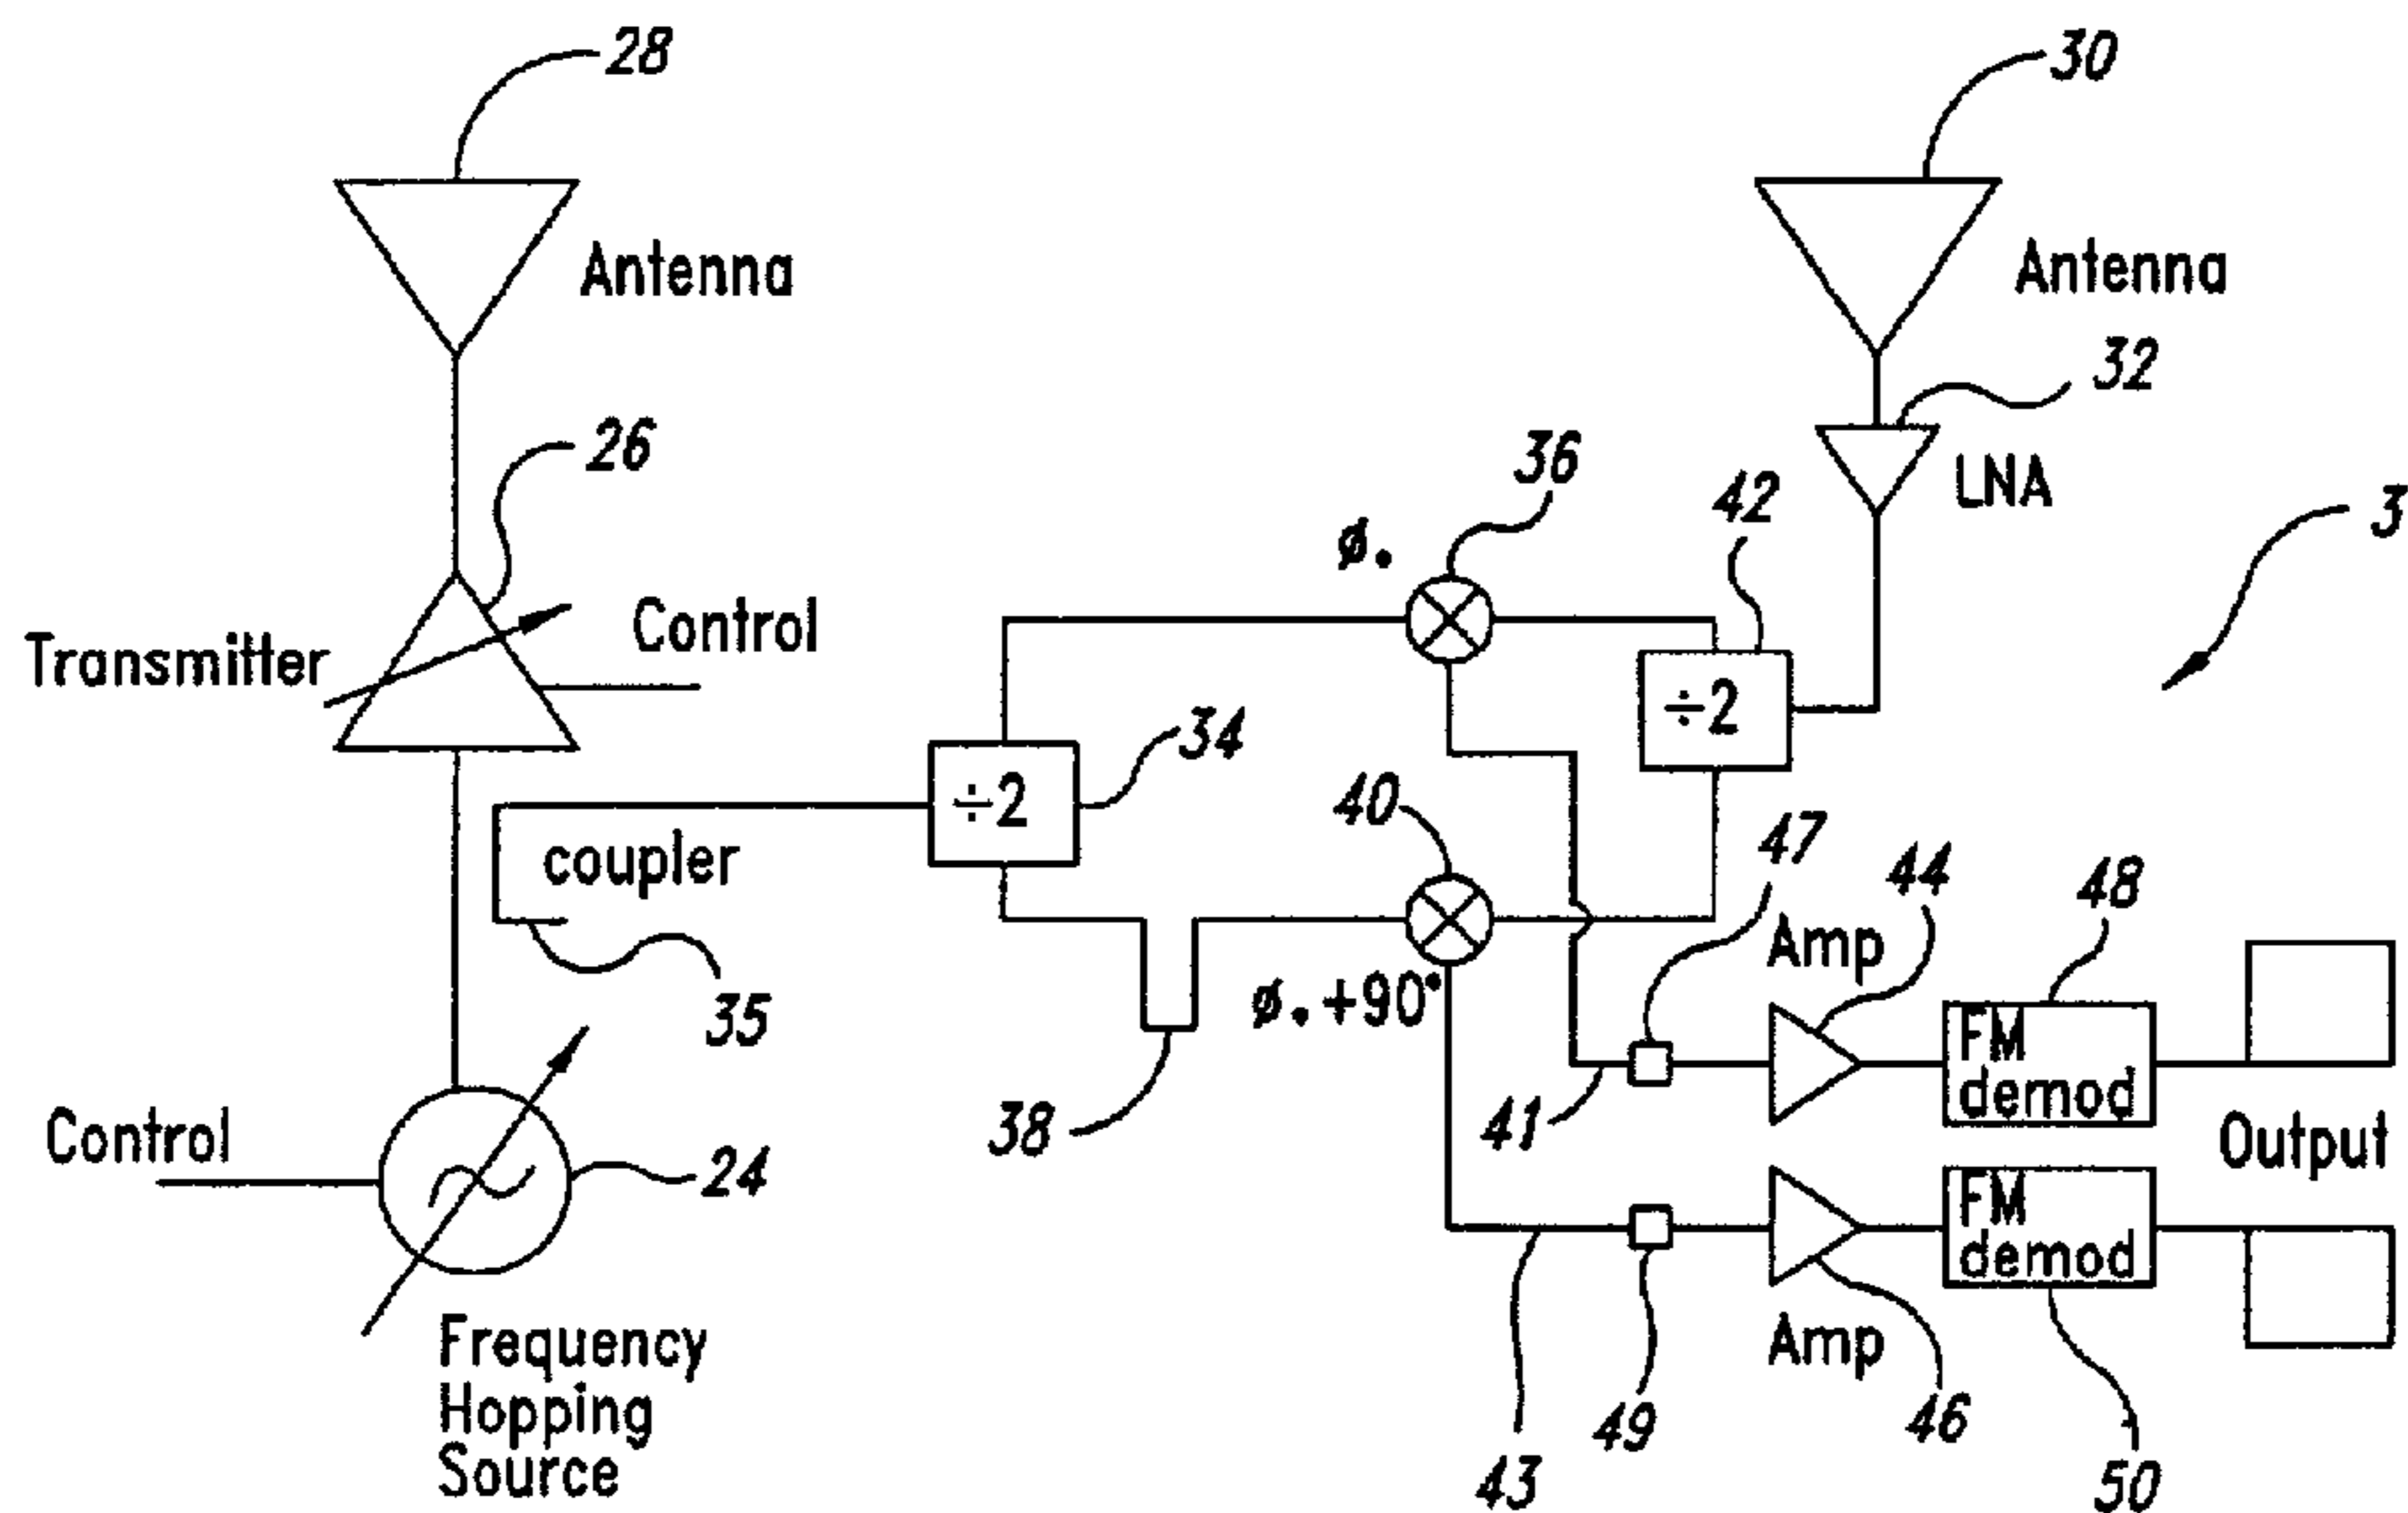 28
30
Antenna
Antenna
32
26
36
LNA
42
3
ø.
Control
Transmitter
÷2
34
÷2
40
47
coupler
44
48
Amp
35
ø.+90°
FM
demod
38
41
Control
24
Output
FM
demod
Frequency
Hopping
Source
Amp
49
46
43
50